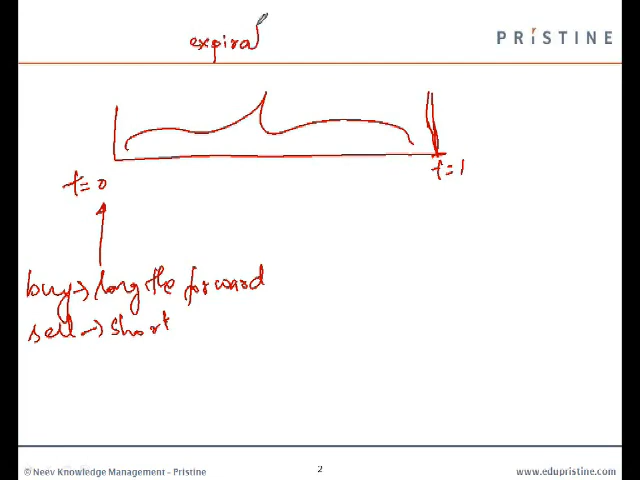 expira
PRISTINE
t=0
t=1
buy→long the forward
sell→short
© Neev Knowledge Management – Pristine
2
www.edupristine.com